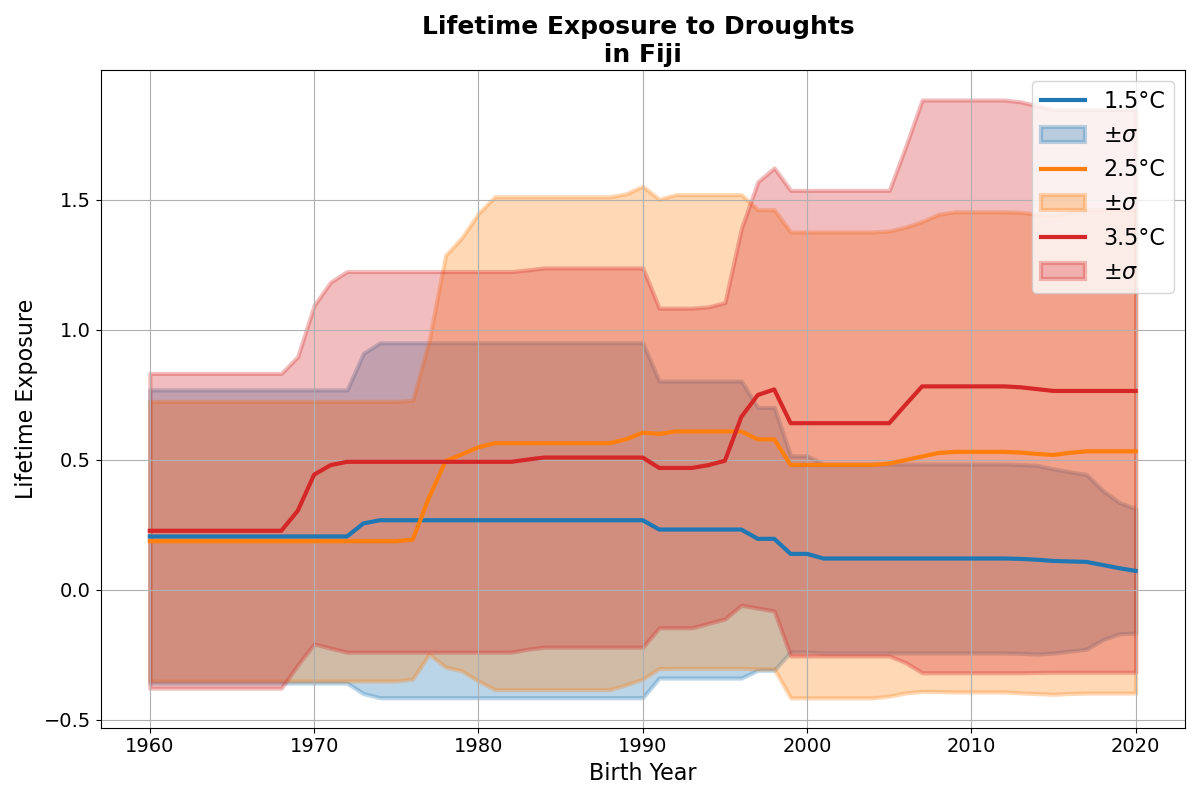 Lifetime Exposure to Droughts
in Fiji
1.5°C
±σ
2.5°C
±σ
3.5°C
±σ
Lifetime Exposure
1.5
1.0
0.5
0.0
−0.5
1960 1970 1980 1990 2000 2010 2020
Birth Year